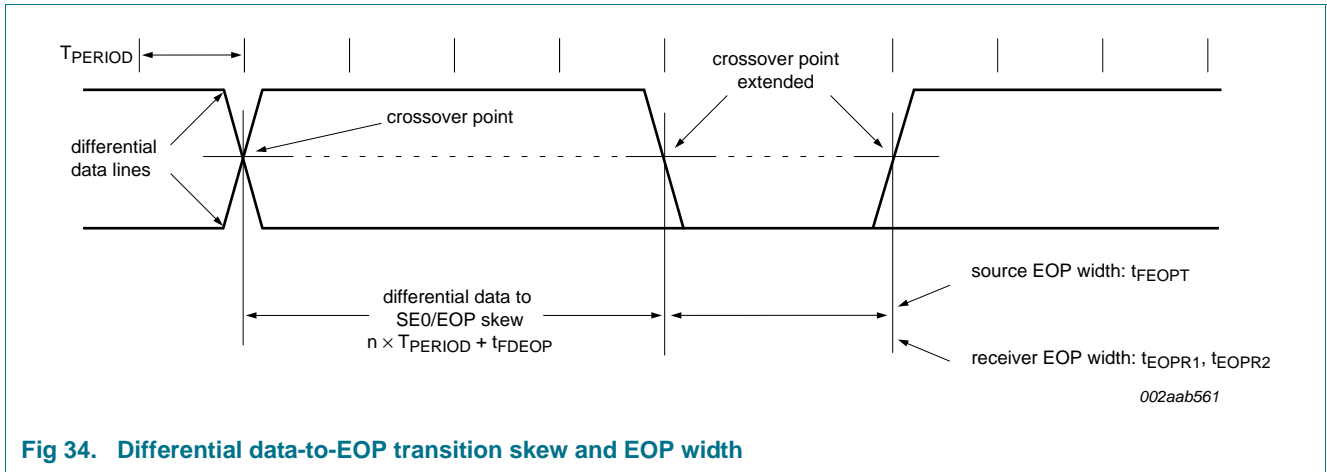 TPERIOD
crossover point
extended
crossover point
differential
data lines
source EOP width: tFEOPT
differential data to
SE0/EOP skew
n × TPERIOD + tFDEOP
receiver EOP width: tEOPR1, tEOPR2
002aab561
Fig 34. Differential data-to-EOP transition skew and EOP width